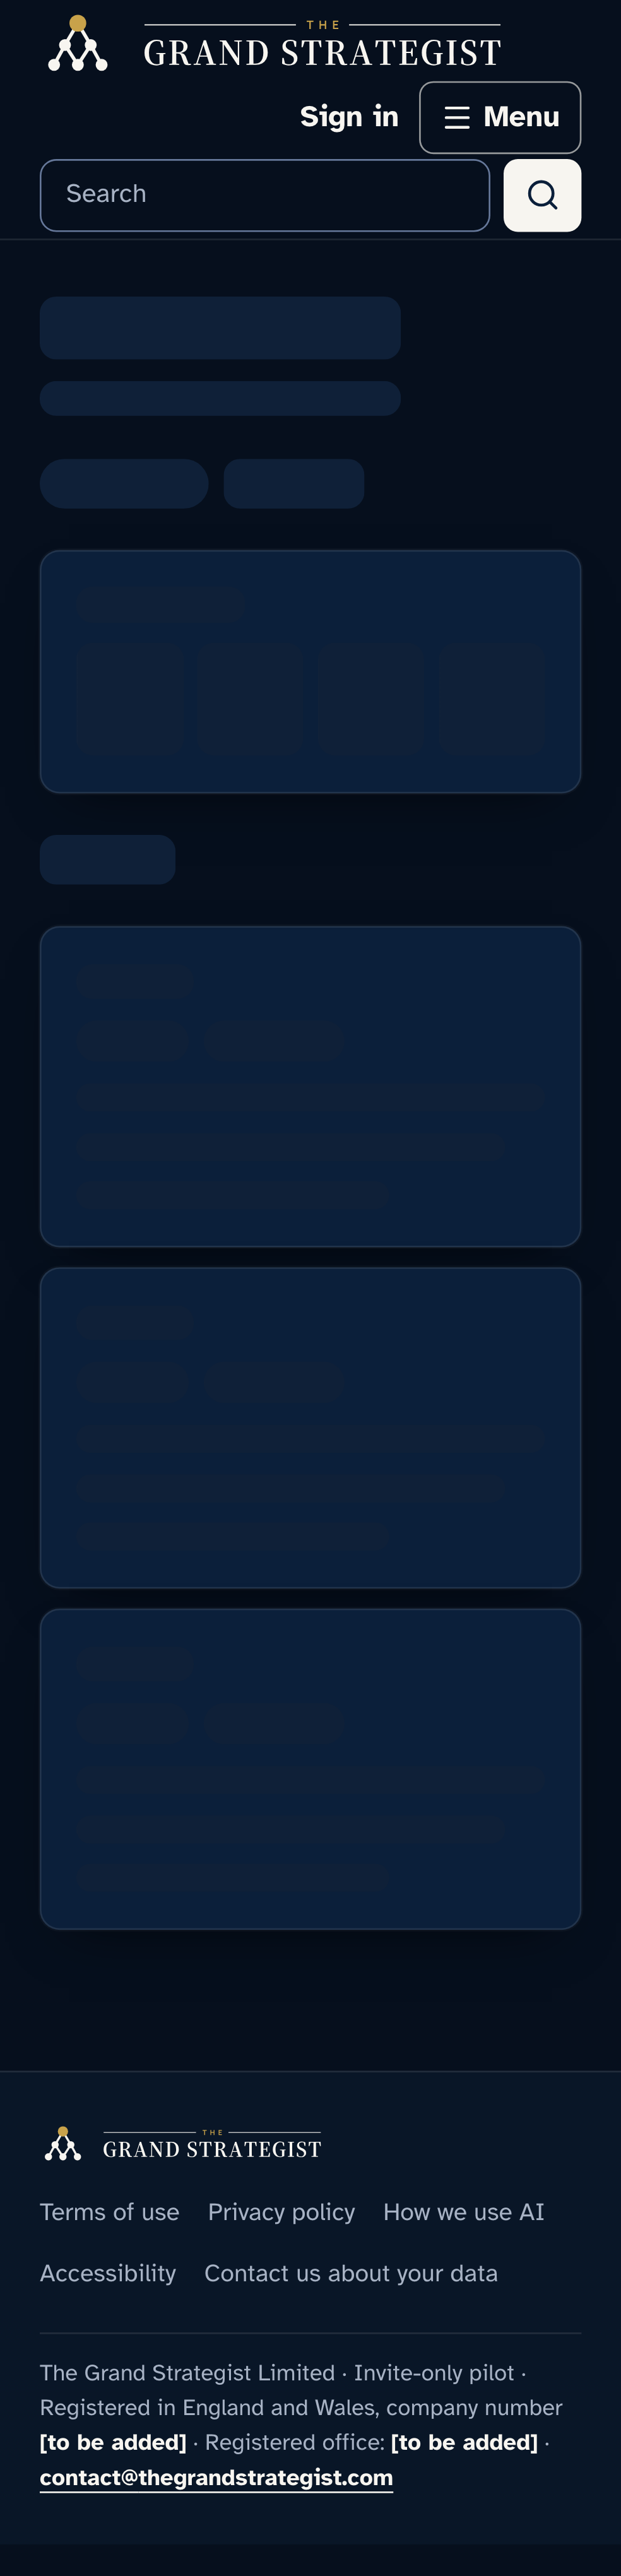 THE
GRAND STRATEGIST
Sign in
Menu
Search
THE
GRAND STRATEGIST
Terms of use Privacy policy How we use AI
Accessibility Contact us about your data
The Grand Strategist Limited · Invite-only pilot ·
Registered in England and Wales, company number
[to be added] · Registered office: [to be added] ·
contact@thegrandstrategist.com